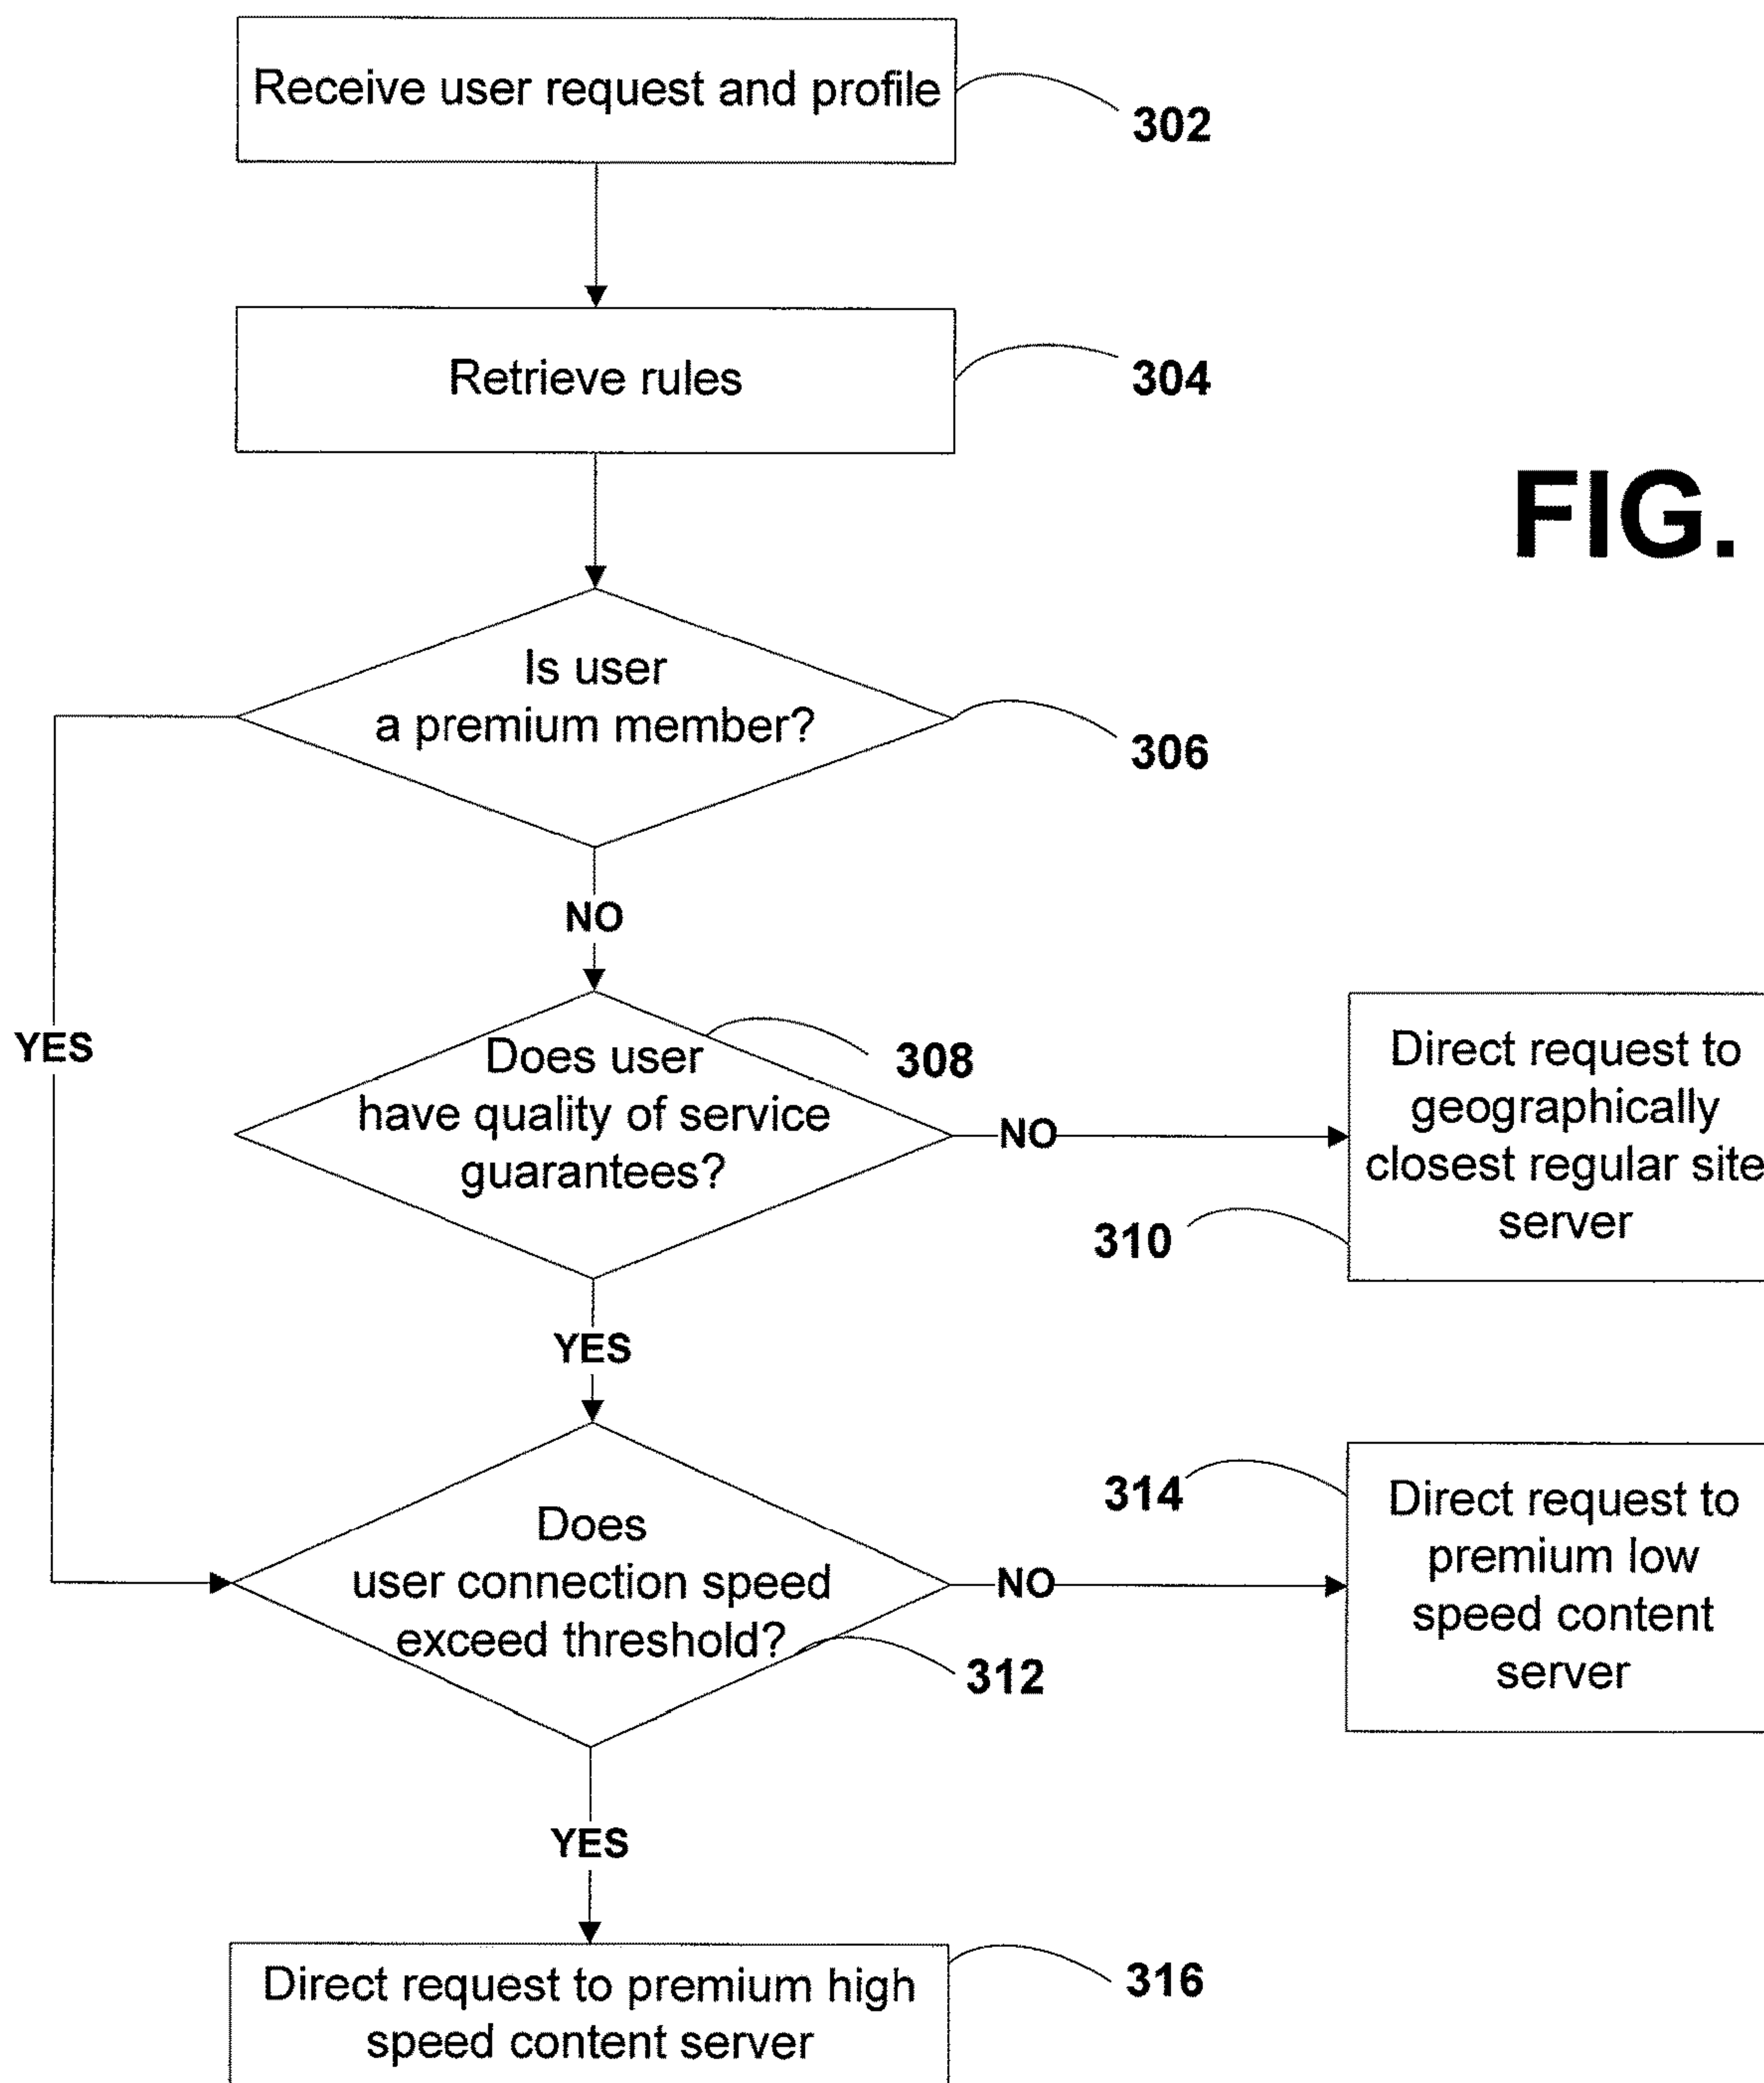 Receive user request and profile
302
Retrieve rules
304
FIG.
Is user
a premium member?
306
NO
YES
Does user
have quality of service
guarantees?
308
NO
Direct request to
geographically
closest regular site
server
310
YES
Does
user connection speed
exceed threshold?
312
NO
314
Direct request to
premium low
speed content
server
YES
Direct request to premium high
speed content server
316